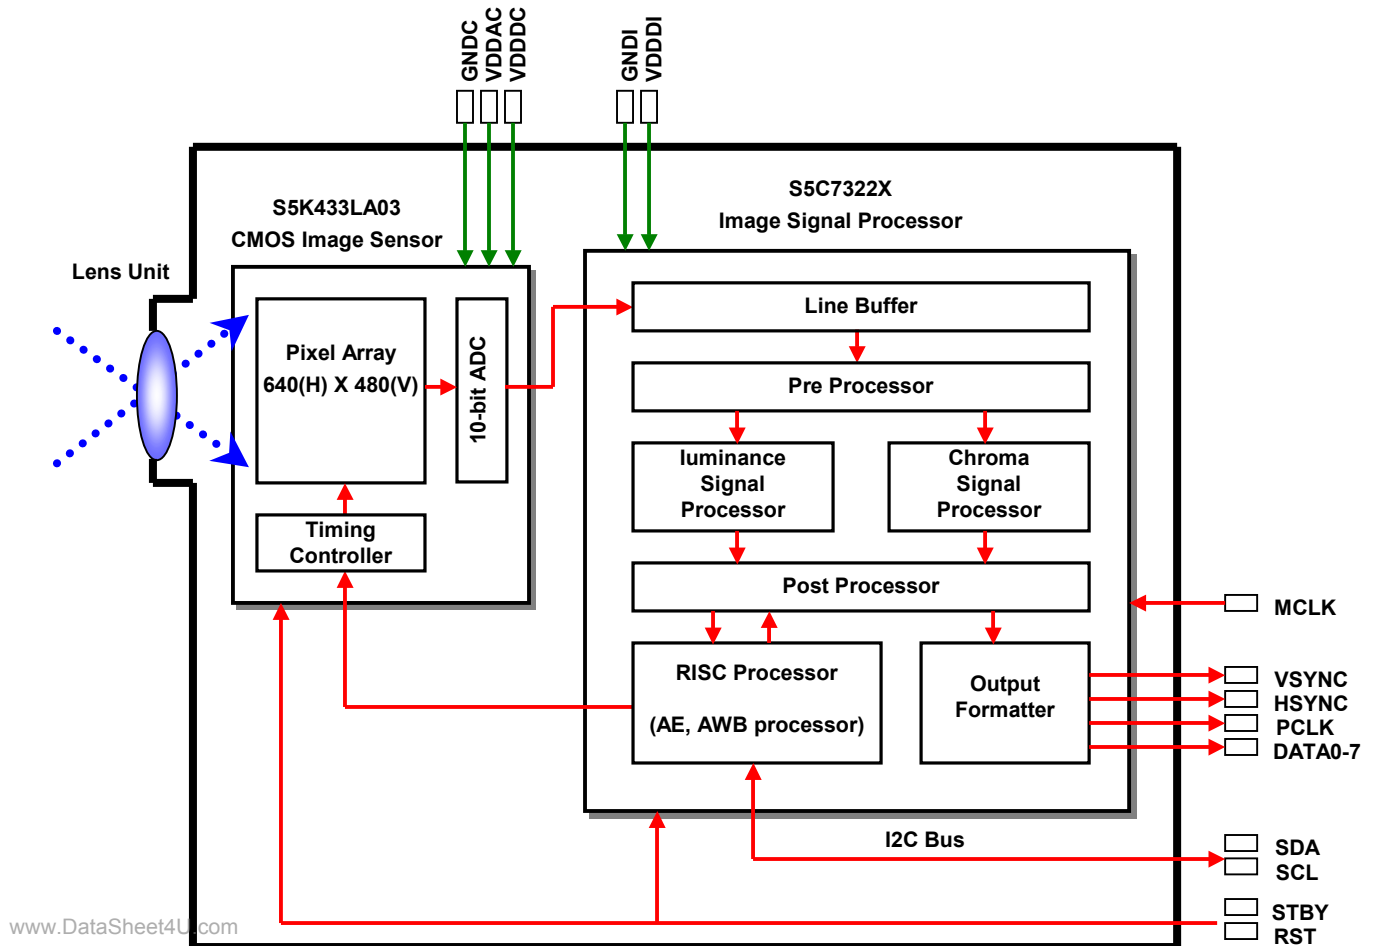 GNDC
VDDAC
VDDDC
GNDI
VDDDI
S5K433LA03
CMOS Image Sensor
S5C7322X
Image Signal Processor
Lens Unit
Pixel Array
640(H) X 480(V)
10-bit ADC
Timing
Controller
Line Buffer
Pre Processor
luminance
Signal
Processor
Chroma
Signal
Processor
Post Processor
RISC Processor
(AE, AWB processor)
Output
Formatter
MCLK
VSYNC
HSYNC
PCLK
DATA0-7
I2C Bus
SDA
SCL
STBY
RST
www.DataSheet4U.com